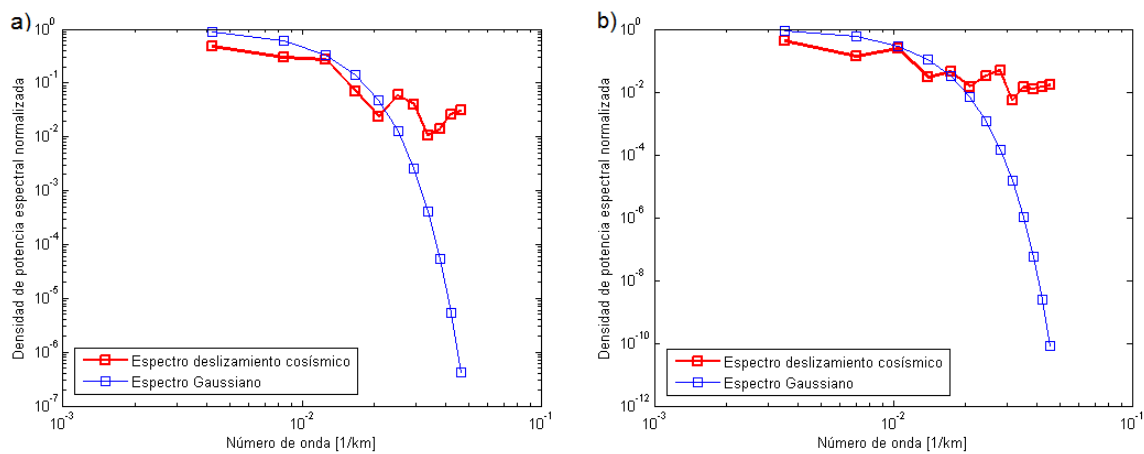 a)
Densidad de potencia espectral normalizada
10^0
10^-1
10^-2
10^-3
10^-4
10^-5
10^-6
10^-7
Espectro deslizamiento cosísmico
Espectro Gaussiano
10^-3
10^-2
10^-1
Número de onda [1/km]
b)
Densidad de potencia espectral normalizada
10^0
10^-2
10^-4
10^-6
10^-8
10^-10
10^-12
Espectro deslizamiento cosísmico
Espectro Gaussiano
10^-3
10^-2
10^-1
Número de onda [1/km]